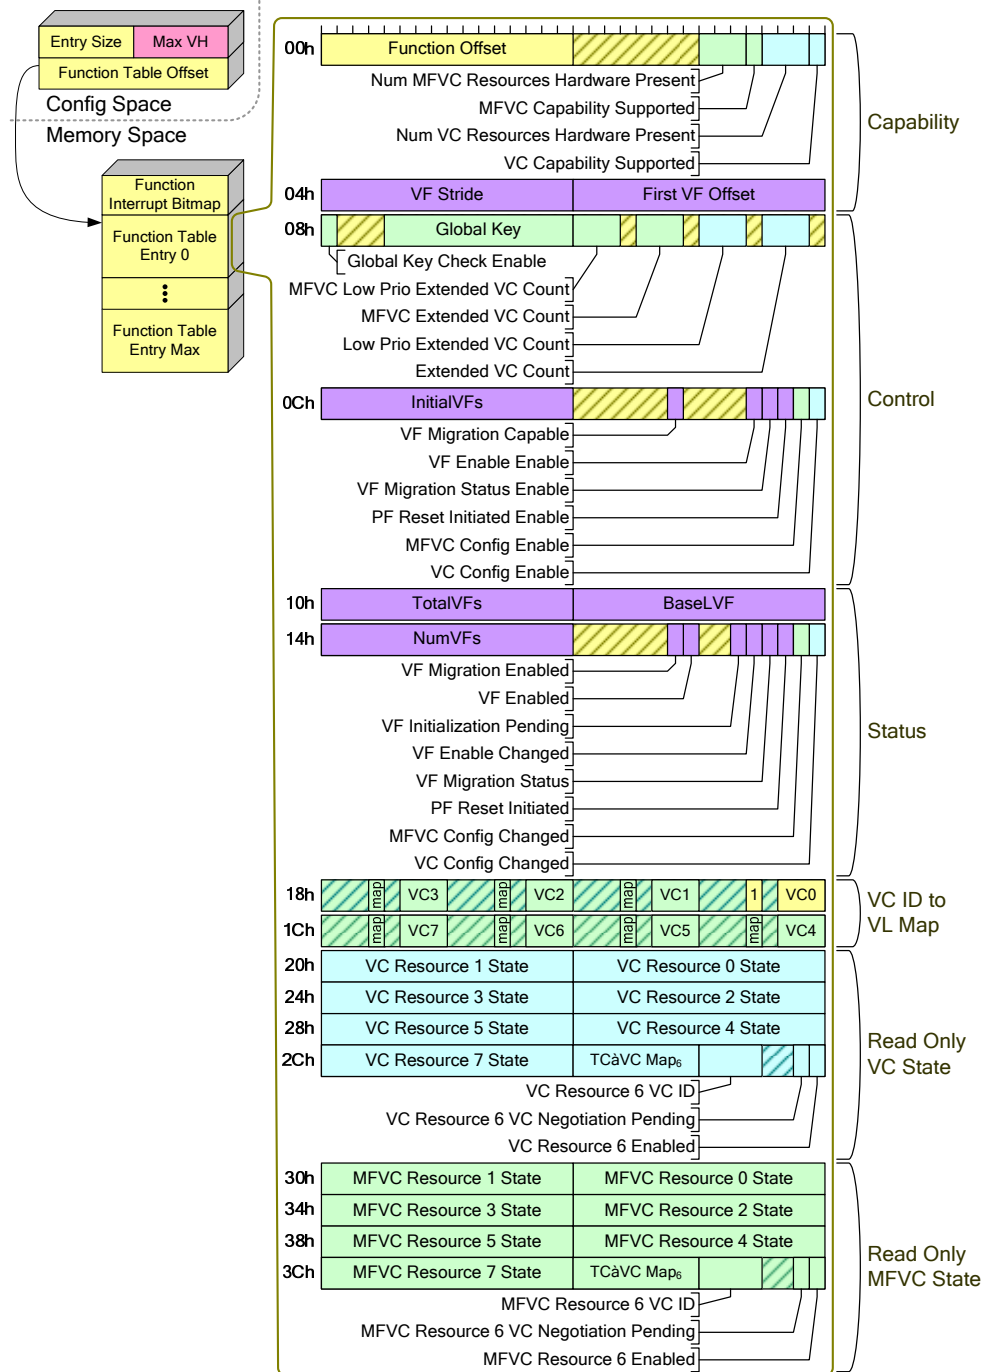 Entry Size Max VH
Function Table Offset
Config Space
Memory Space
Function
Interrupt Bitmap
Function Table
Entry 0
Function Table
Entry Max
00h Function Offset
Num MFVC Resources Hardware Present
MFVC Capability Supported
Num VC Resources Hardware Present
VC Capability Supported
04h VF Stride First VF Offset
Capability
08h Global Key
Global Key Check Enable
MFVC Low Prio Extended VC Count
MFVC Extended VC Count
Low Prio Extended VC Count
Extended VC Count
0Ch InitialVFs
VF Migration Capable
VF Enable Enable
VF Migration Status Enable
PF Reset Initiated Enable
MFVC Config Enable
VC Config Enable
Control
10h TotalVFs BaseLVF
14h NumVFs
VF Migration Enabled
VF Enabled
VF Initialization Pending
VF Enable Changed
VF Migration Status
PF Reset Initiated
MFVC Config Changed
VC Config Changed
Status
18h map VC3 map VC2 map VC1 1 VC0
1Ch map VC7 map VC6 map VC5 map VC4
VC ID to
VL Map
20h VC Resource 1 State VC Resource 0 State
24h VC Resource 3 State VC Resource 2 State
28h VC Resource 5 State VC Resource 4 State
2Ch VC Resource 7 State TCàVC Map₆
VC Resource 6 VC ID
VC Resource 6 VC Negotiation Pending
VC Resource 6 Enabled
Read Only
VC State
30h MFVC Resource 1 State MFVC Resource 0 State
34h MFVC Resource 3 State MFVC Resource 2 State
38h MFVC Resource 5 State MFVC Resource 4 State
3Ch MFVC Resource 7 State TCàVC Map₆
MFVC Resource 6 VC ID
MFVC Resource 6 VC Negotiation Pending
MFVC Resource 6 Enabled
Read Only
MFVC State